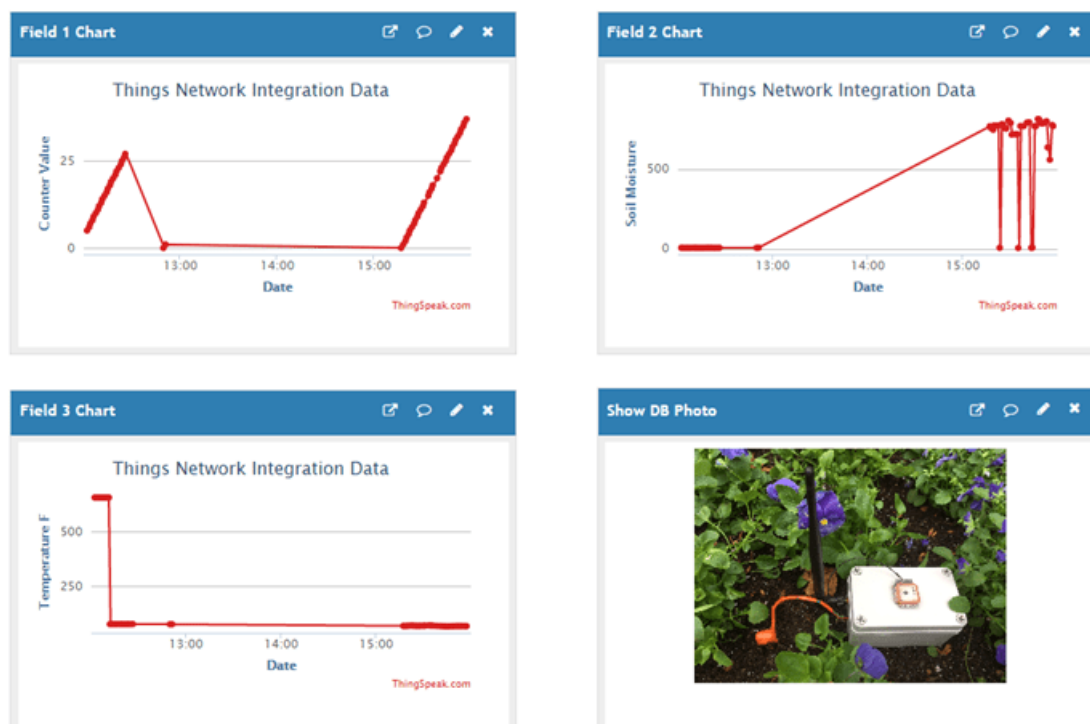 Field 1 Chart
Things Network Integration Data
Counter Value
25
0
13:00 14:00 15:00
Date
ThingSpeak.com
Field 2 Chart
Things Network Integration Data
Soil Moisture
500
0
13:00 14:00 15:00
Date
ThingSpeak.com
Field 3 Chart
Things Network Integration Data
Temperature F
500
250
13:00 14:00 15:00
Date
ThingSpeak.com
Show DB Photo